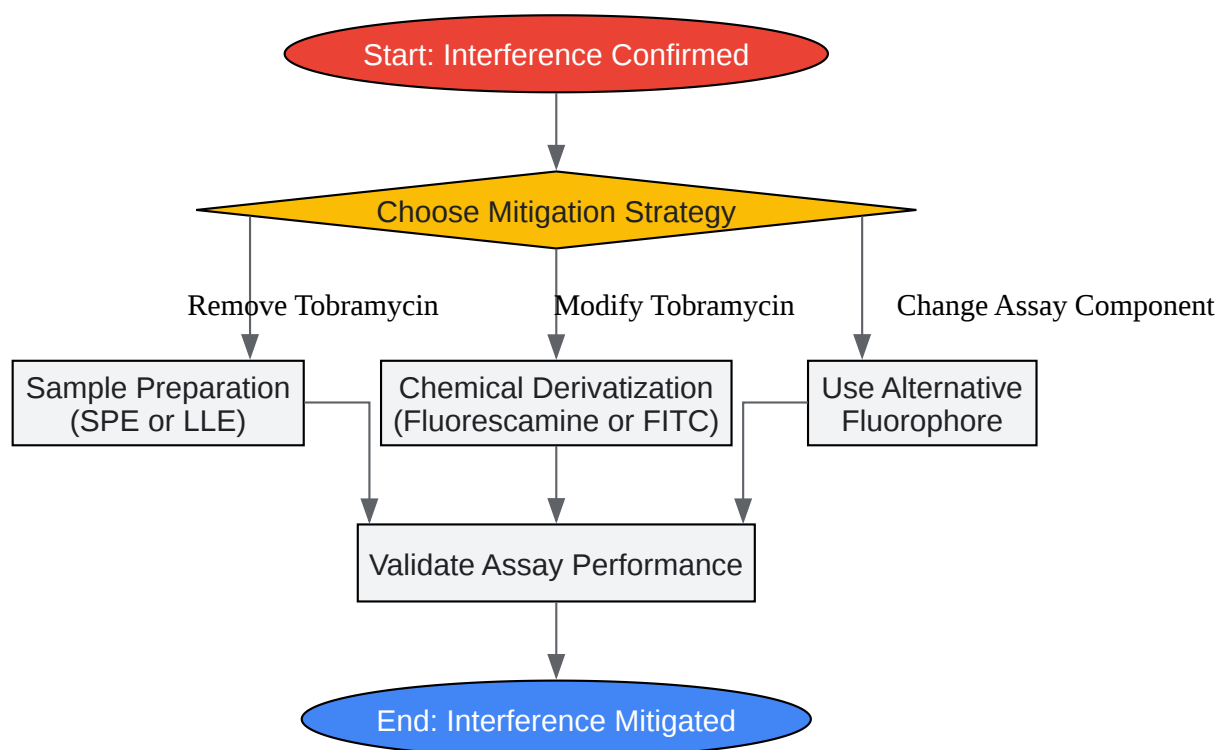 Start: Interference Confirmed
Choose Mitigation Strategy
Remove Tobramycin
Modify Tobramycin
Change Assay Component
Sample Preparation
(SPE or LLE)
Chemical Derivatization
(Fluorescamine or FITC)
Use Alternative
Fluorophore
Validate Assay Performance
End: Interference Mitigated